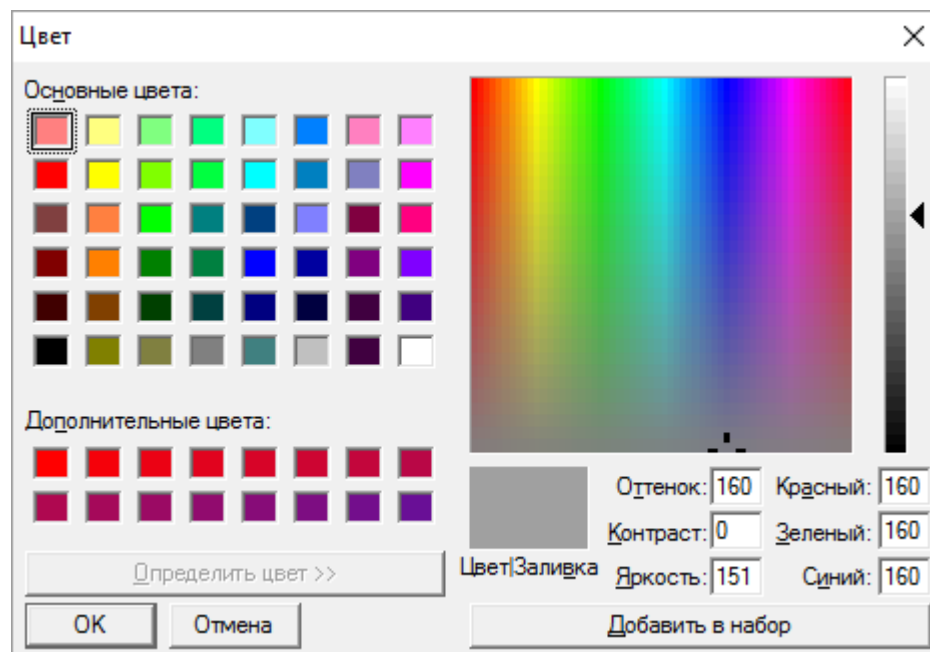 Цвет
Основные цвета:
Дополнительные цвета:
Определить цвет >>
OK
Отмена
Цвет|Заливка
Оттенок: 160
Контраст: 0
Яркость: 151
Красный: 160
Зеленый: 160
Синий: 160
Добавить в набор